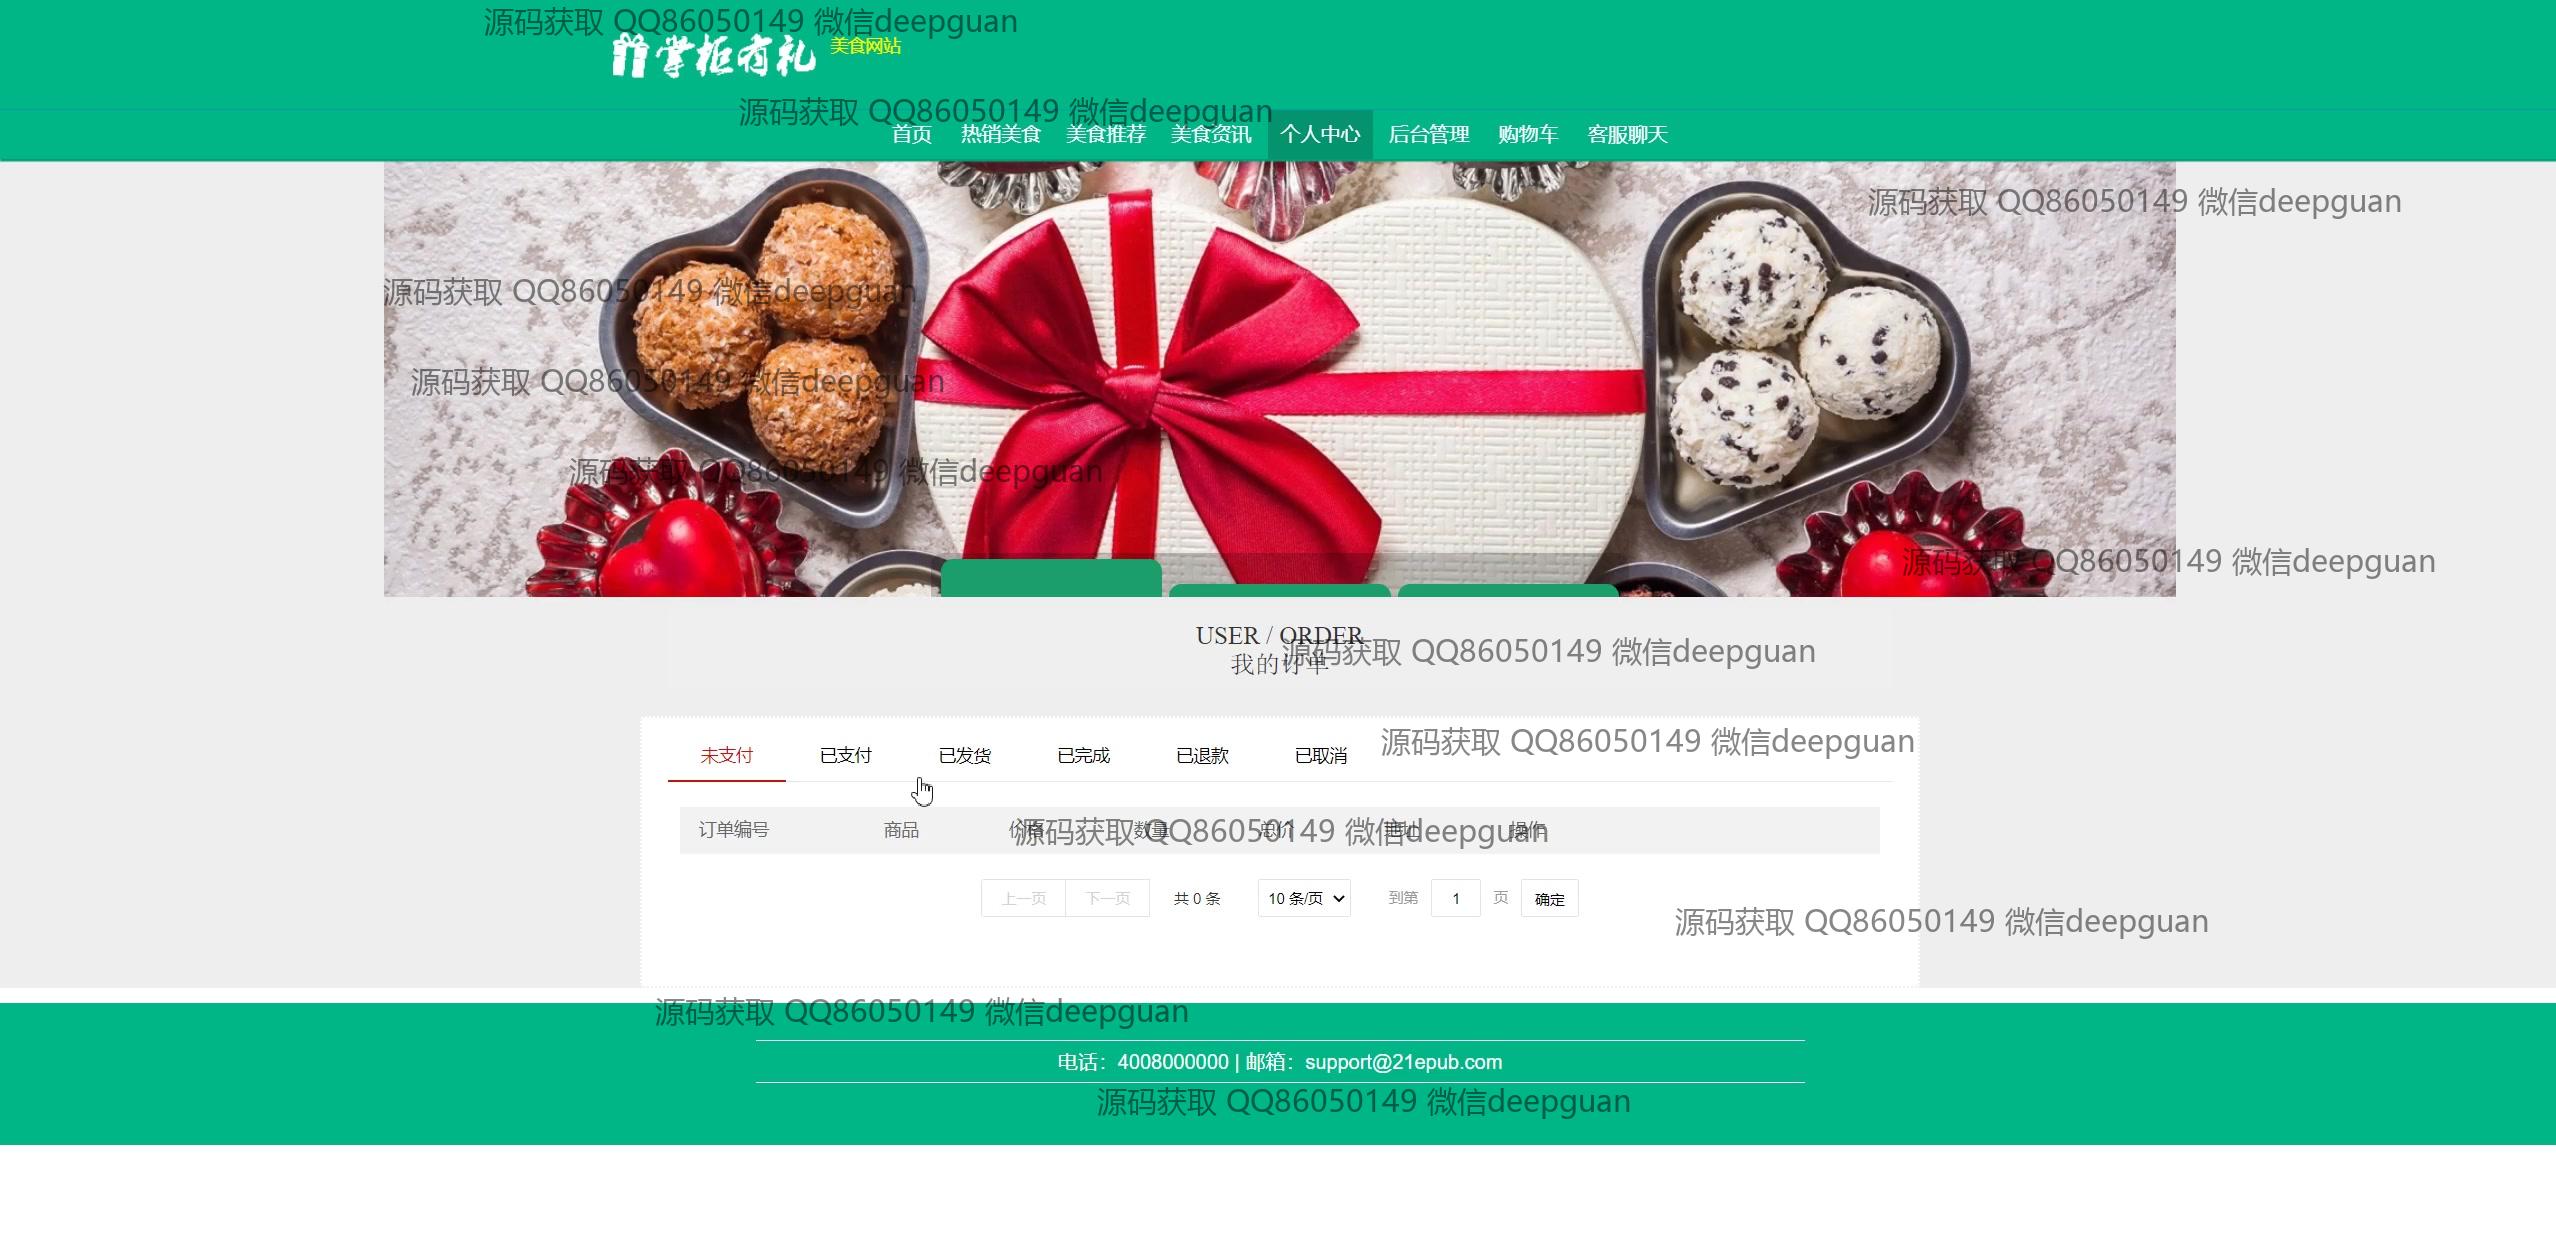 源码获取 QQ86050149 微信deepguan
掌柜有礼 美食网站
源码获取 QQ86050149 微信deepguan
首页 热销美食 美食推荐 美食资讯 个人中心 后台管理 购物车 客服聊天
源码获取 QQ86050149 微信deepguan
源码获取 QQ86050149 微信deepguan
源码获取 QQ86050149 微信deepguan
源码获取 QQ86050149 微信deepguan
源码获取 QQ86050149 微信deepguan
USER / ORDER
源码获取 QQ86050149 微信deepguan
我的订单
源码获取 QQ86050149 微信deepguan
未支付 已支付 已发货 已完成 已退款 已取消
订单编号 商品 价格 数量 总价 地址 操作
源码获取 QQ86050149 微信deepguan
上一页 下一页 共 0 条 10 条/页 到第 1 页 确定
源码获取 QQ86050149 微信deepguan
源码获取 QQ86050149 微信deepguan
电话：4008000000 | 邮箱：support@21epub.com
源码获取 QQ86050149 微信deepguan